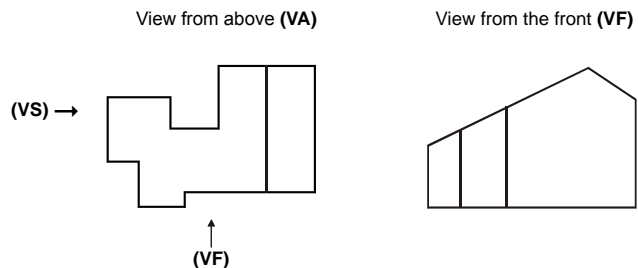 View from above (VA)
View from the front (VF)
(VS)
(VF)